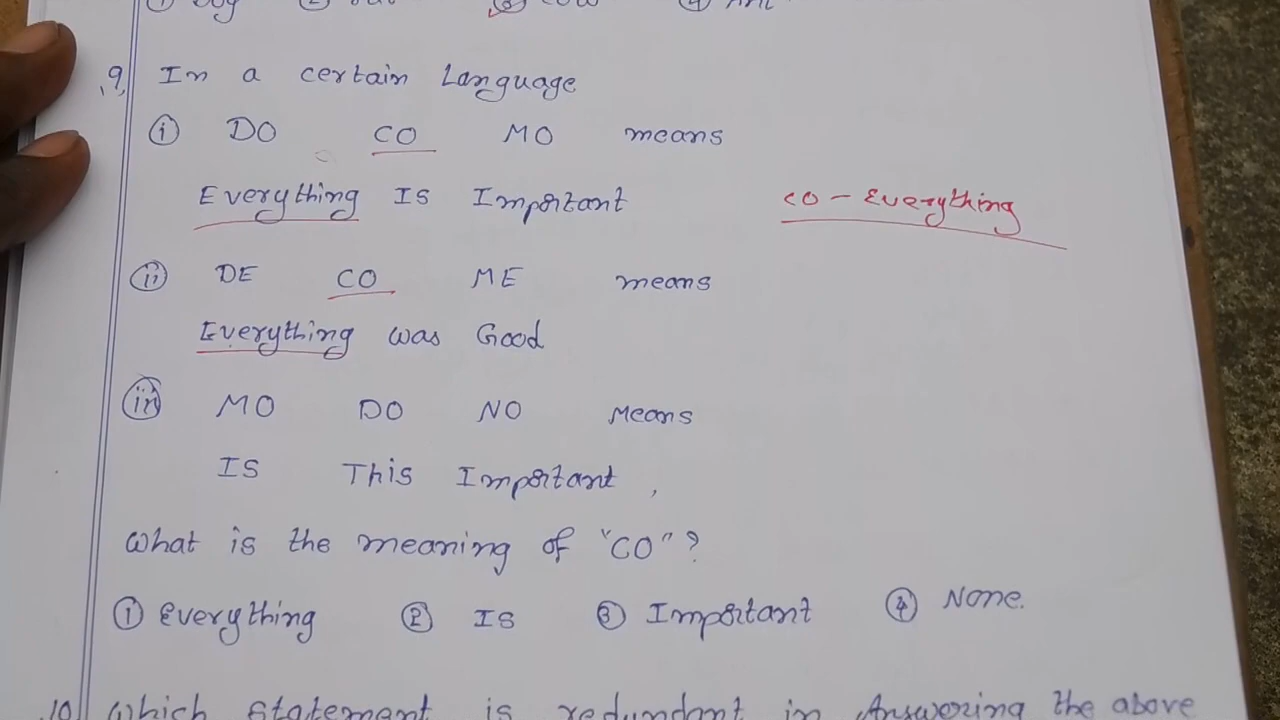 9, In a certain Language
(i) DO CO MO means
Everything Is Important CO - Everything
(ii) DE CO ME means
Everything was Good
(iii) MO DO NO Means
IS This Important,
What is the meaning of "CO"?
① Everything ② IS ③ Important ④ None.
10 Which statement is redundant in Answering the above